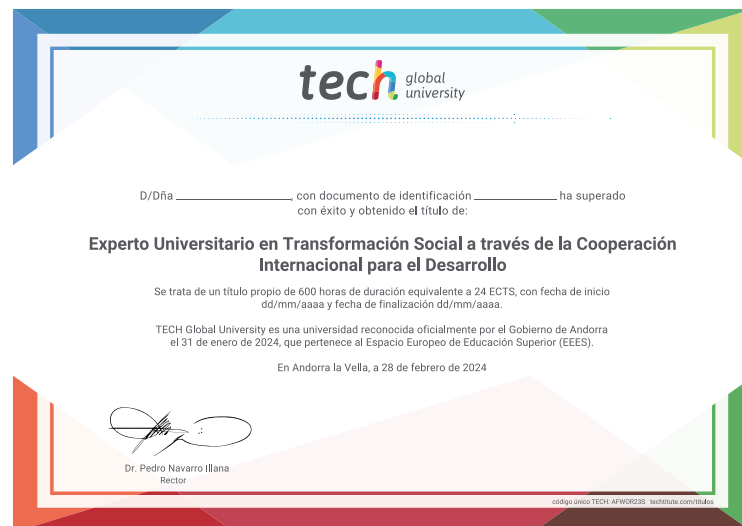 tech global university
D/Dña ______________________, con documento de identificación ________________ ha superado
con éxito y obtenido el título de:
Experto Universitario en Transformación Social a través de la Cooperación
Internacional para el Desarrollo
Se trata de un título propio de 600 horas de duración equivalente a 24 ECTS, con fecha de inicio
dd/mm/aaaa y fecha de finalización dd/mm/aaaa.
TECH Global University es una universidad reconocida oficialmente por el Gobierno de Andorra
el 31 de enero de 2024, que pertenece al Espacio Europeo de Educación Superior (EEES).
En Andorra la Vella, a 28 de febrero de 2024
Dr. Pedro Navarro Illana
Rector
código único TECH: AFWOR23S techtitute.com/titulos